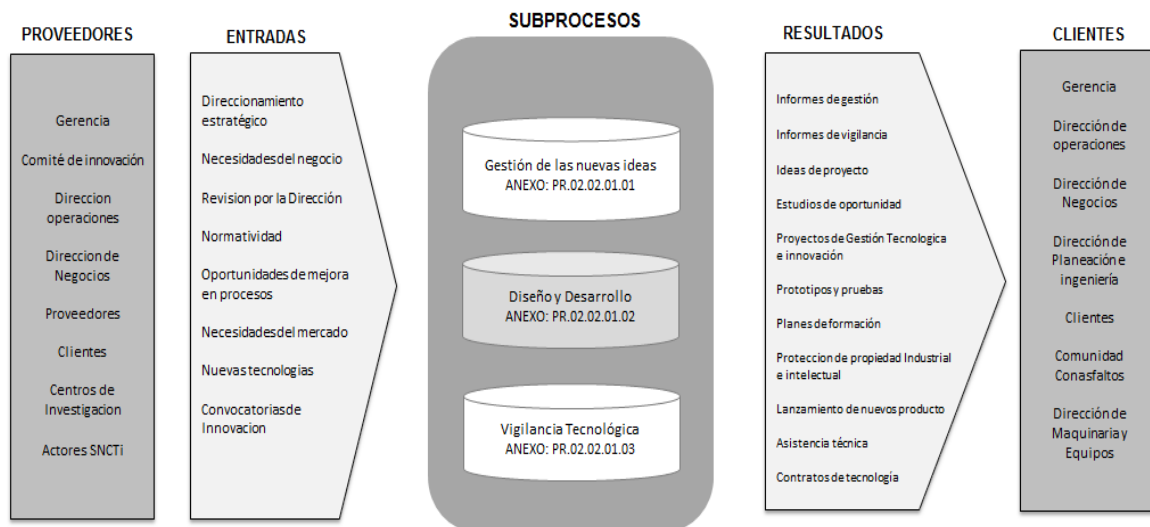 PROVEEDORES
Gerencia
Comité de innovación
Direccion
operaciones
Direccion de
Negocios
Proveedores
Clientes
Centros de
Investigacion
Actores SNCTi
ENTRADAS
Direccionamiento
estratégico
Necesidades del negocio
Revision por la Dirección
Normatividad
Oportunidades de mejora
en procesos
Necesidades del mercado
Nuevas tecnologias
Convocatorias de
Innovacion
SUBPROCESOS
Gestión de las nuevas ideas
ANEXO: PR.02.02.01.01
Diseño y Desarrollo
ANEXO: PR.02.02.01.02
Vigilancia Tecnológica
ANEXO: PR.02.02.01.03
RESULTADOS
Informes de gestión
Informes de vigilancia
Ideas de proyecto
Estudios de oportunidad
Proyectos de Gestión Tecnologica
e innovación
Prototipos y pruebas
Planes de formación
Proteccion de propiedad Industrial
e intelectual
Lanzamiento de nuevos producto
Asistencia técnica
Contratos de tecnología
CLIENTES
Gerencia
Dirección de
operaciones
Dirección de
Negocios
Dirección de
Planeación e
ingeniería
Clientes
Comunidad
Conasfaltos
Dirección de
Maquinaria y
Equipos